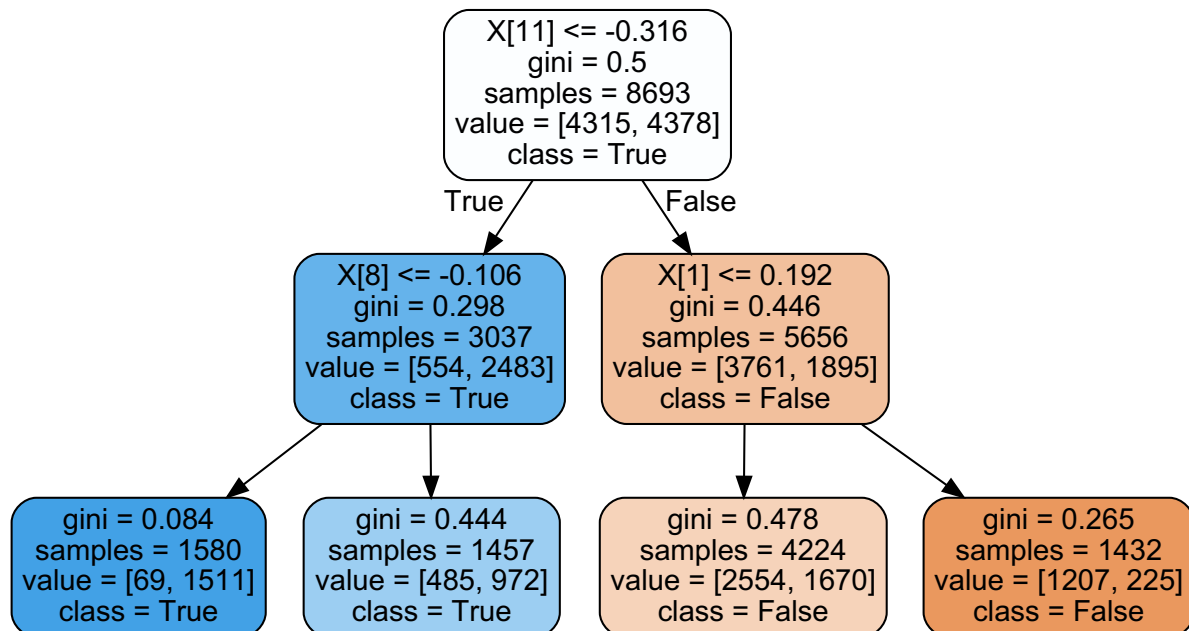 X[11] <= -0.316
gini = 0.5
samples = 8693
value = [4315, 4378]
class = True
True
False
X[8] <= -0.106
gini = 0.298
samples = 3037
value = [554, 2483]
class = True
X[1] <= 0.192
gini = 0.446
samples = 5656
value = [3761, 1895]
class = False
gini = 0.084
samples = 1580
value = [69, 1511]
class = True
gini = 0.444
samples = 1457
value = [485, 972]
class = True
gini = 0.478
samples = 4224
value = [2554, 1670]
class = False
gini = 0.265
samples = 1432
value = [1207, 225]
class = False